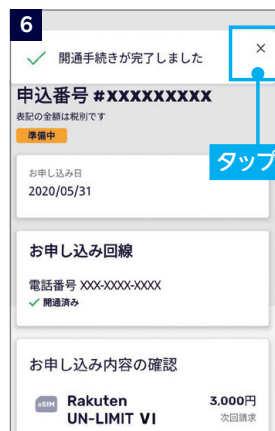 6
開通手続きが完了しました
×
申込番号 #XXXXXXXXX
表記の金額は税別です
準備中
タップ
お申し込み日
2020/05/31
お申し込み回線
電話番号 XXX-XXXX-XXXX
開通済み
お申し込み内容の確認
eSIM Rakuten 3,000円
UN-LIMIT VI 次回請求